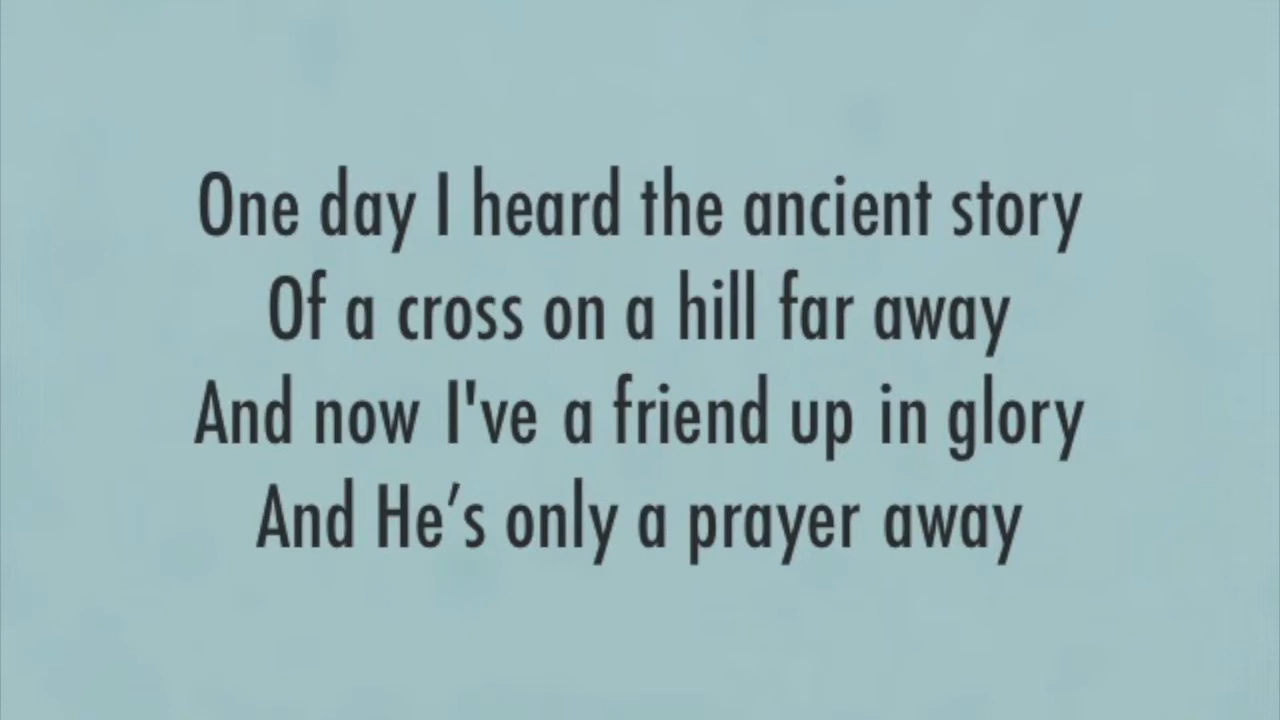 One day I heard the ancient story
Of a cross on a hill far away
And now I've a friend up in glory
And He’s only a prayer away